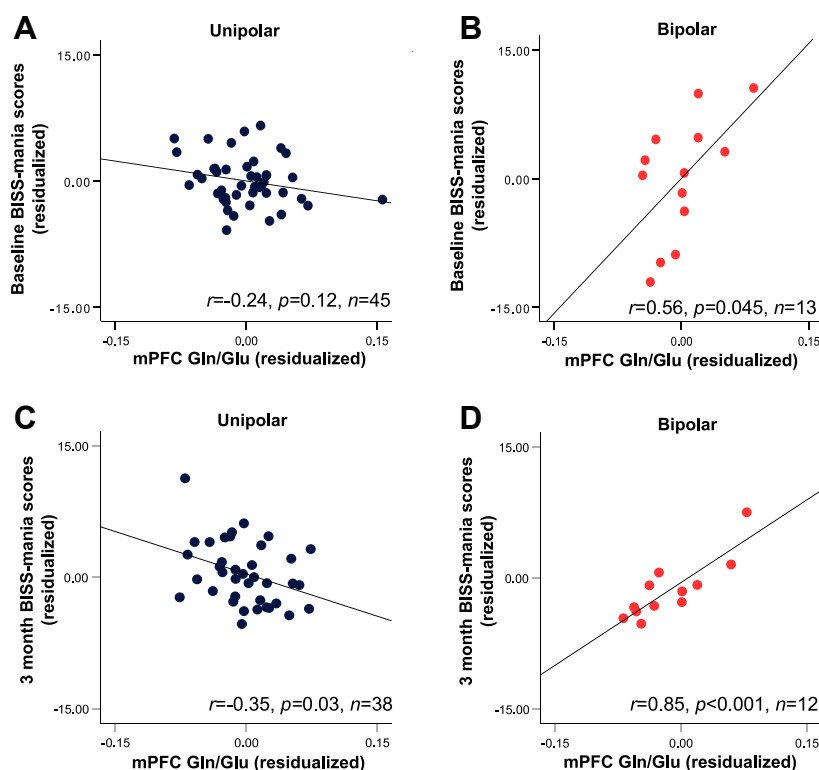 A
Unipolar
15.00
0.00
-15.00
Baseline BISS-mania scores
(residualized)
r=-0.24, p=0.12, n=45
-0.15
0.00
0.15
mPFC Gln/Glu (residualized)
B
Bipolar
15.00
0.00
-15.00
Baseline BISS-mania scores
(residualized)
r=0.56, p=0.045, n=13
-0.15
0.00
0.15
mPFC Gln/Glu (residualized)
C
Unipolar
15.00
0.00
-15.00
3 month BISS-mania scores
(residualized)
r=-0.35, p=0.03, n=38
-0.15
0.00
0.15
mPFC Gln/Glu (residualized)
D
Bipolar
15.00
0.00
-15.00
3 month BISS-mania scores
(residualized)
r=0.85, p<0.001, n=12
-0.15
0.00
0.15
mPFC Gln/Glu (residualized)